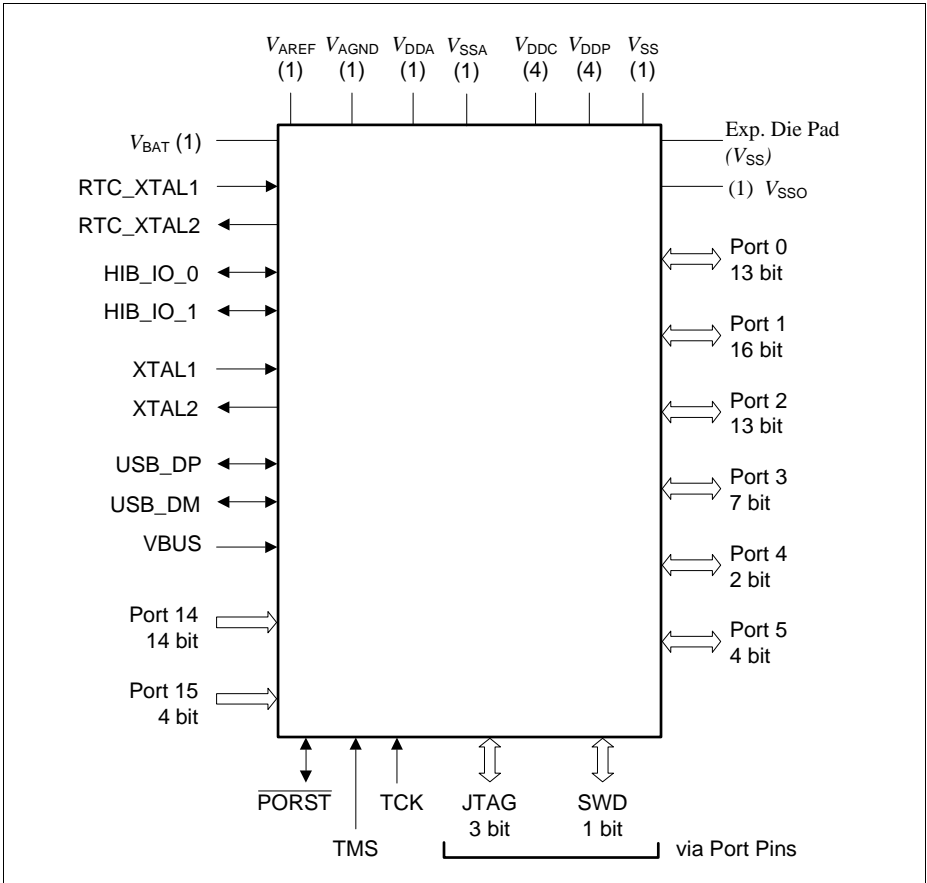 VAREF VAGND VDDA VSSA VDDC VDDP VSS
(1) (1) (1) (1) (4) (4) (1)
VBAT (1)
RTC_XTAL1
RTC_XTAL2
HIB_IO_0
HIB_IO_1
XTAL1
XTAL2
USB_DP
USB_DM
VBUS
Port 14
14 bit
Port 15
4 bit
Exp. Die Pad
(VSS)
(1) VSSO
Port 0
13 bit
Port 1
16 bit
Port 2
13 bit
Port 3
7 bit
Port 4
2 bit
Port 5
4 bit
PORST
TMS
TCK
JTAG
3 bit
SWD
1 bit
via Port Pins